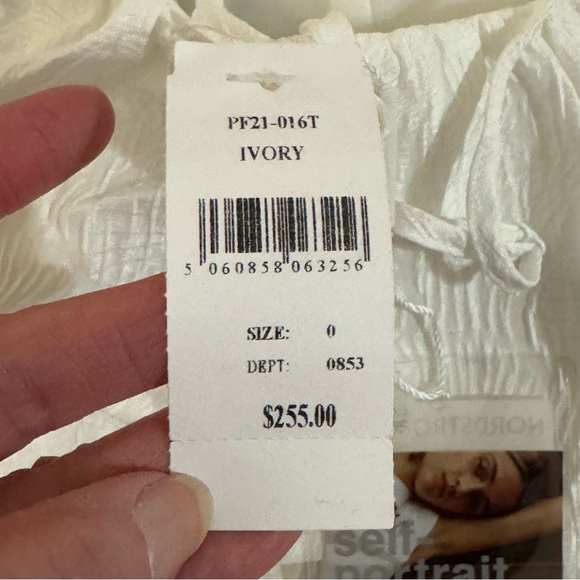 PF21-016T
IVORY
5 060858 063256
SIZE: 0
DEPT: 0853
$255.00
NORDSTRO
self-
portrait